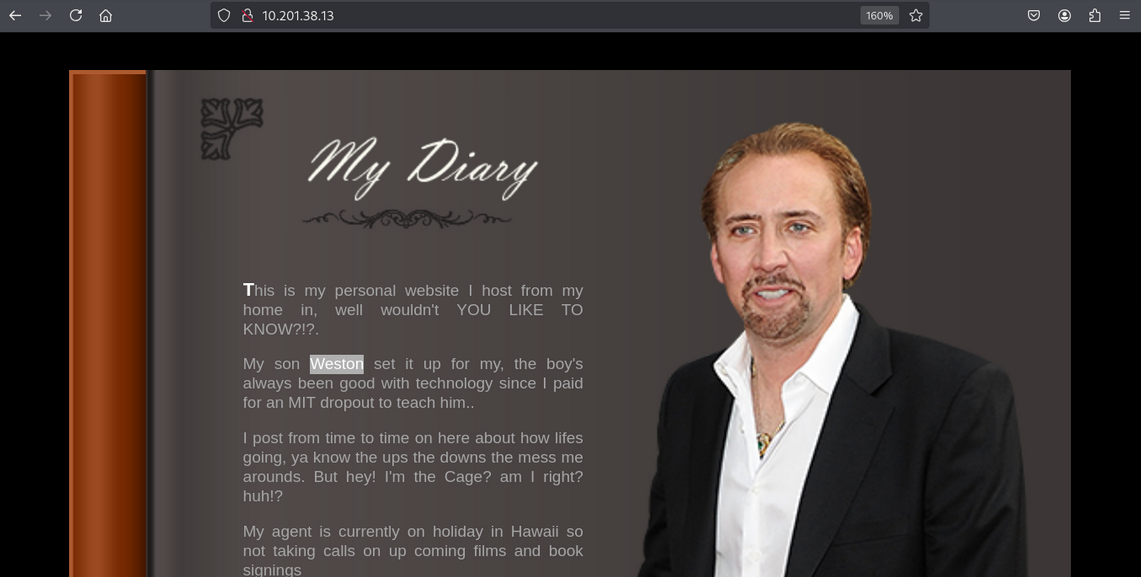 10.201.38.13
160%
My Diary
This is my personal website I host from my
home in, well wouldn't YOU LIKE TO
KNOW?!?.
My son Weston set it up for my, the boy's
always been good with technology since I paid
for an MIT dropout to teach him..
I post from time to time on here about how lifes
going, ya know the ups the downs the mess me
arounds. But hey! I'm the Cage? am I right?
huh!?
My agent is currently on holiday in Hawaii so
not taking calls on up coming films and book
signings